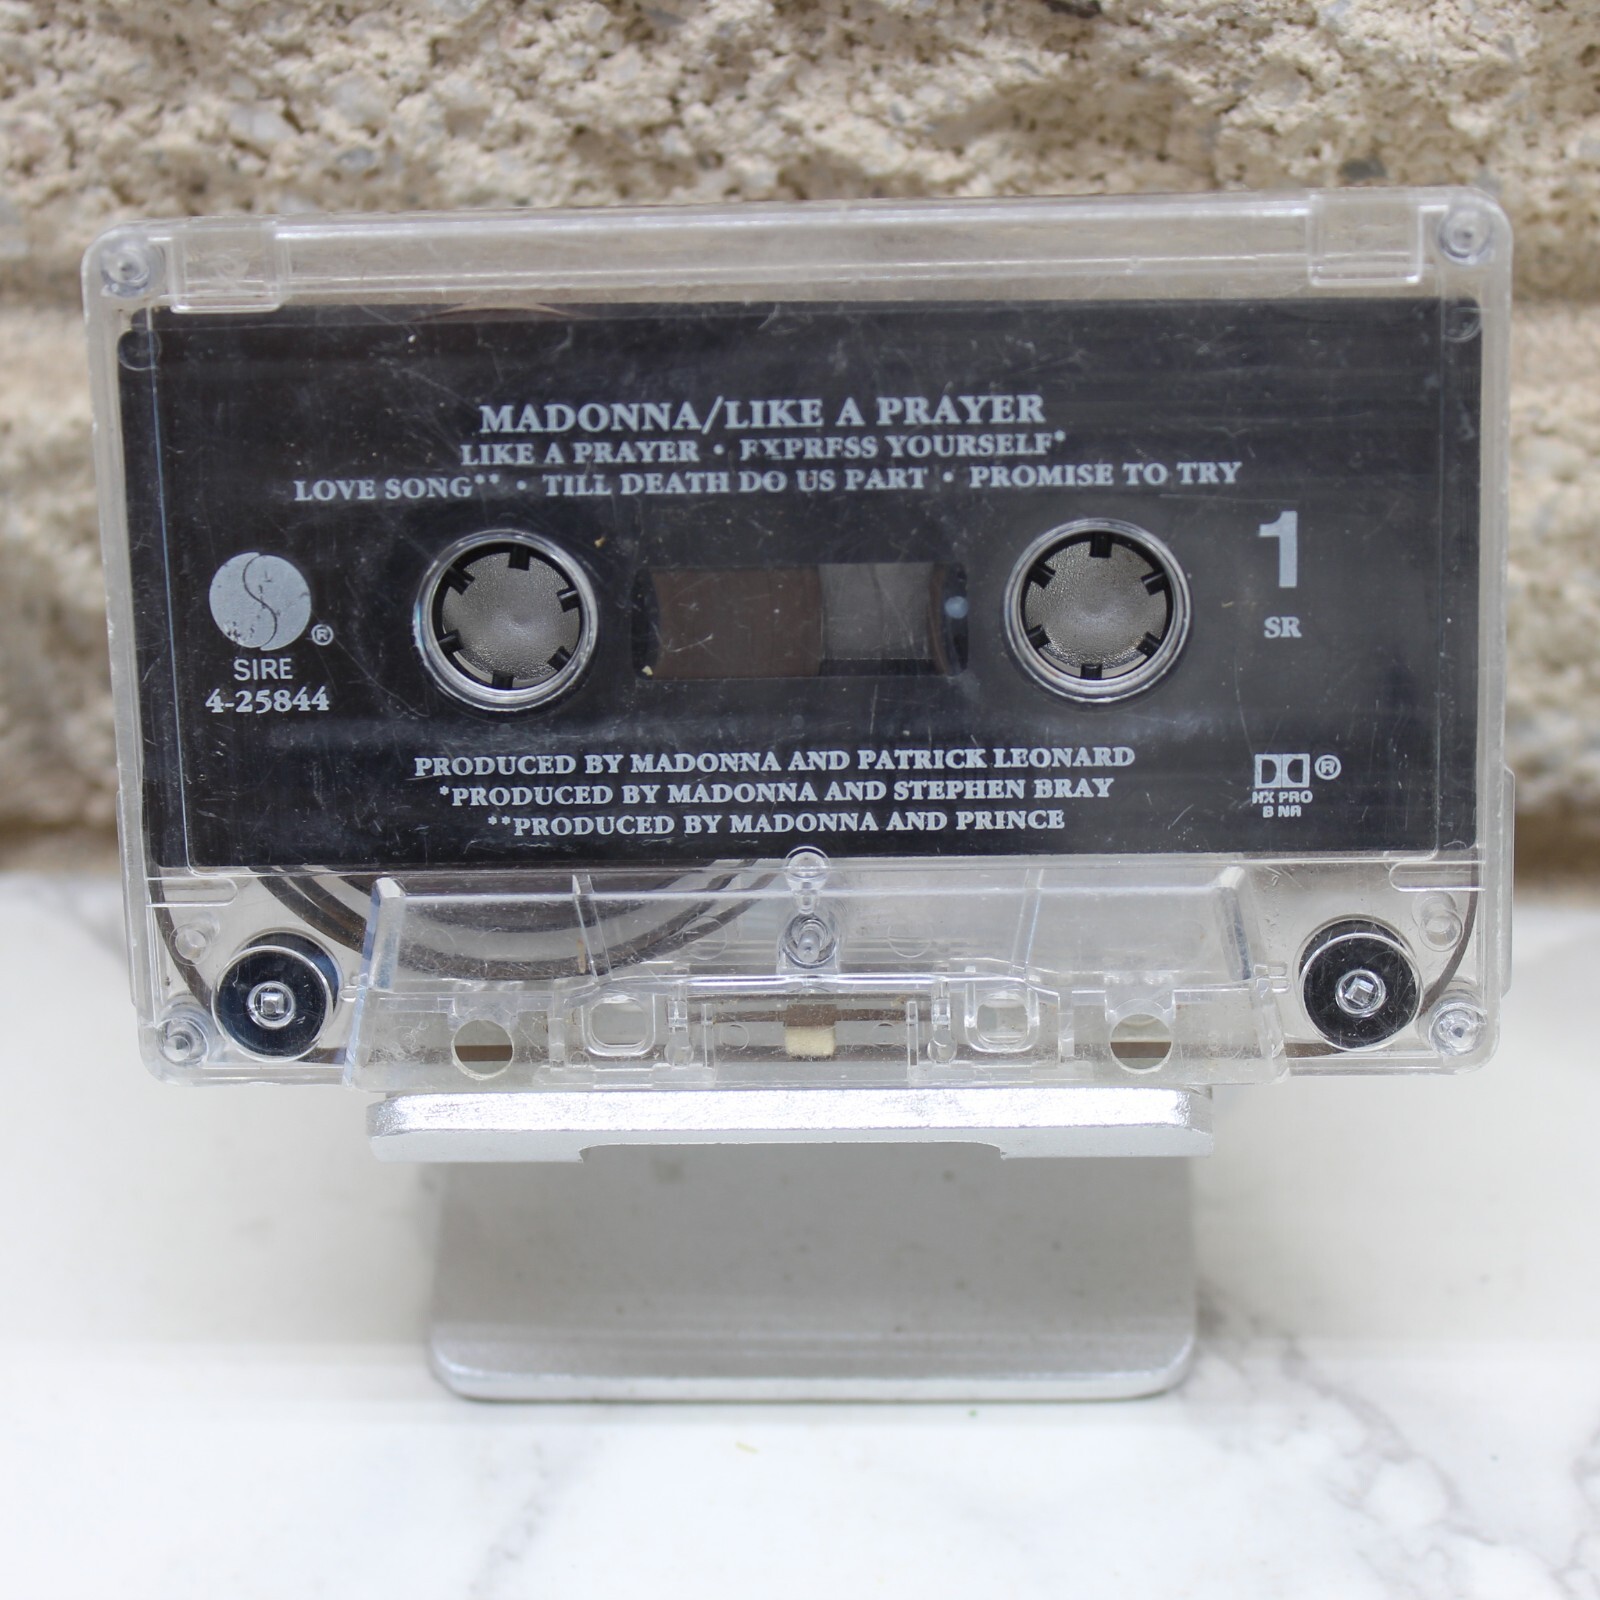 MADONNA/LIKE A PRAYER
LIKE A PRAYER • EXPRESS YOURSELF*
LOVE SONG** • TILL DEATH DO US PART • PROMISE TO TRY
1
SR
®
SIRE
4-25844
PRODUCED BY MADONNA AND PATRICK LEONARD
*PRODUCED BY MADONNA AND STEPHEN BRAY
**PRODUCED BY MADONNA AND PRINCE
®
HX PRO
B NR